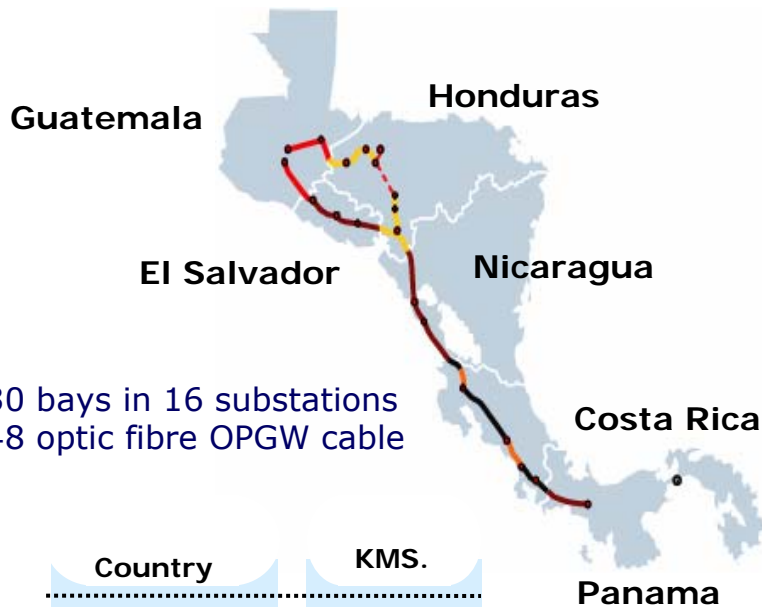 Honduras
Guatemala
El Salvador
Nicaragua
bays in 16 substations
optic fibre OPGW cable
Costa Rica
Country
KMS.
Panama